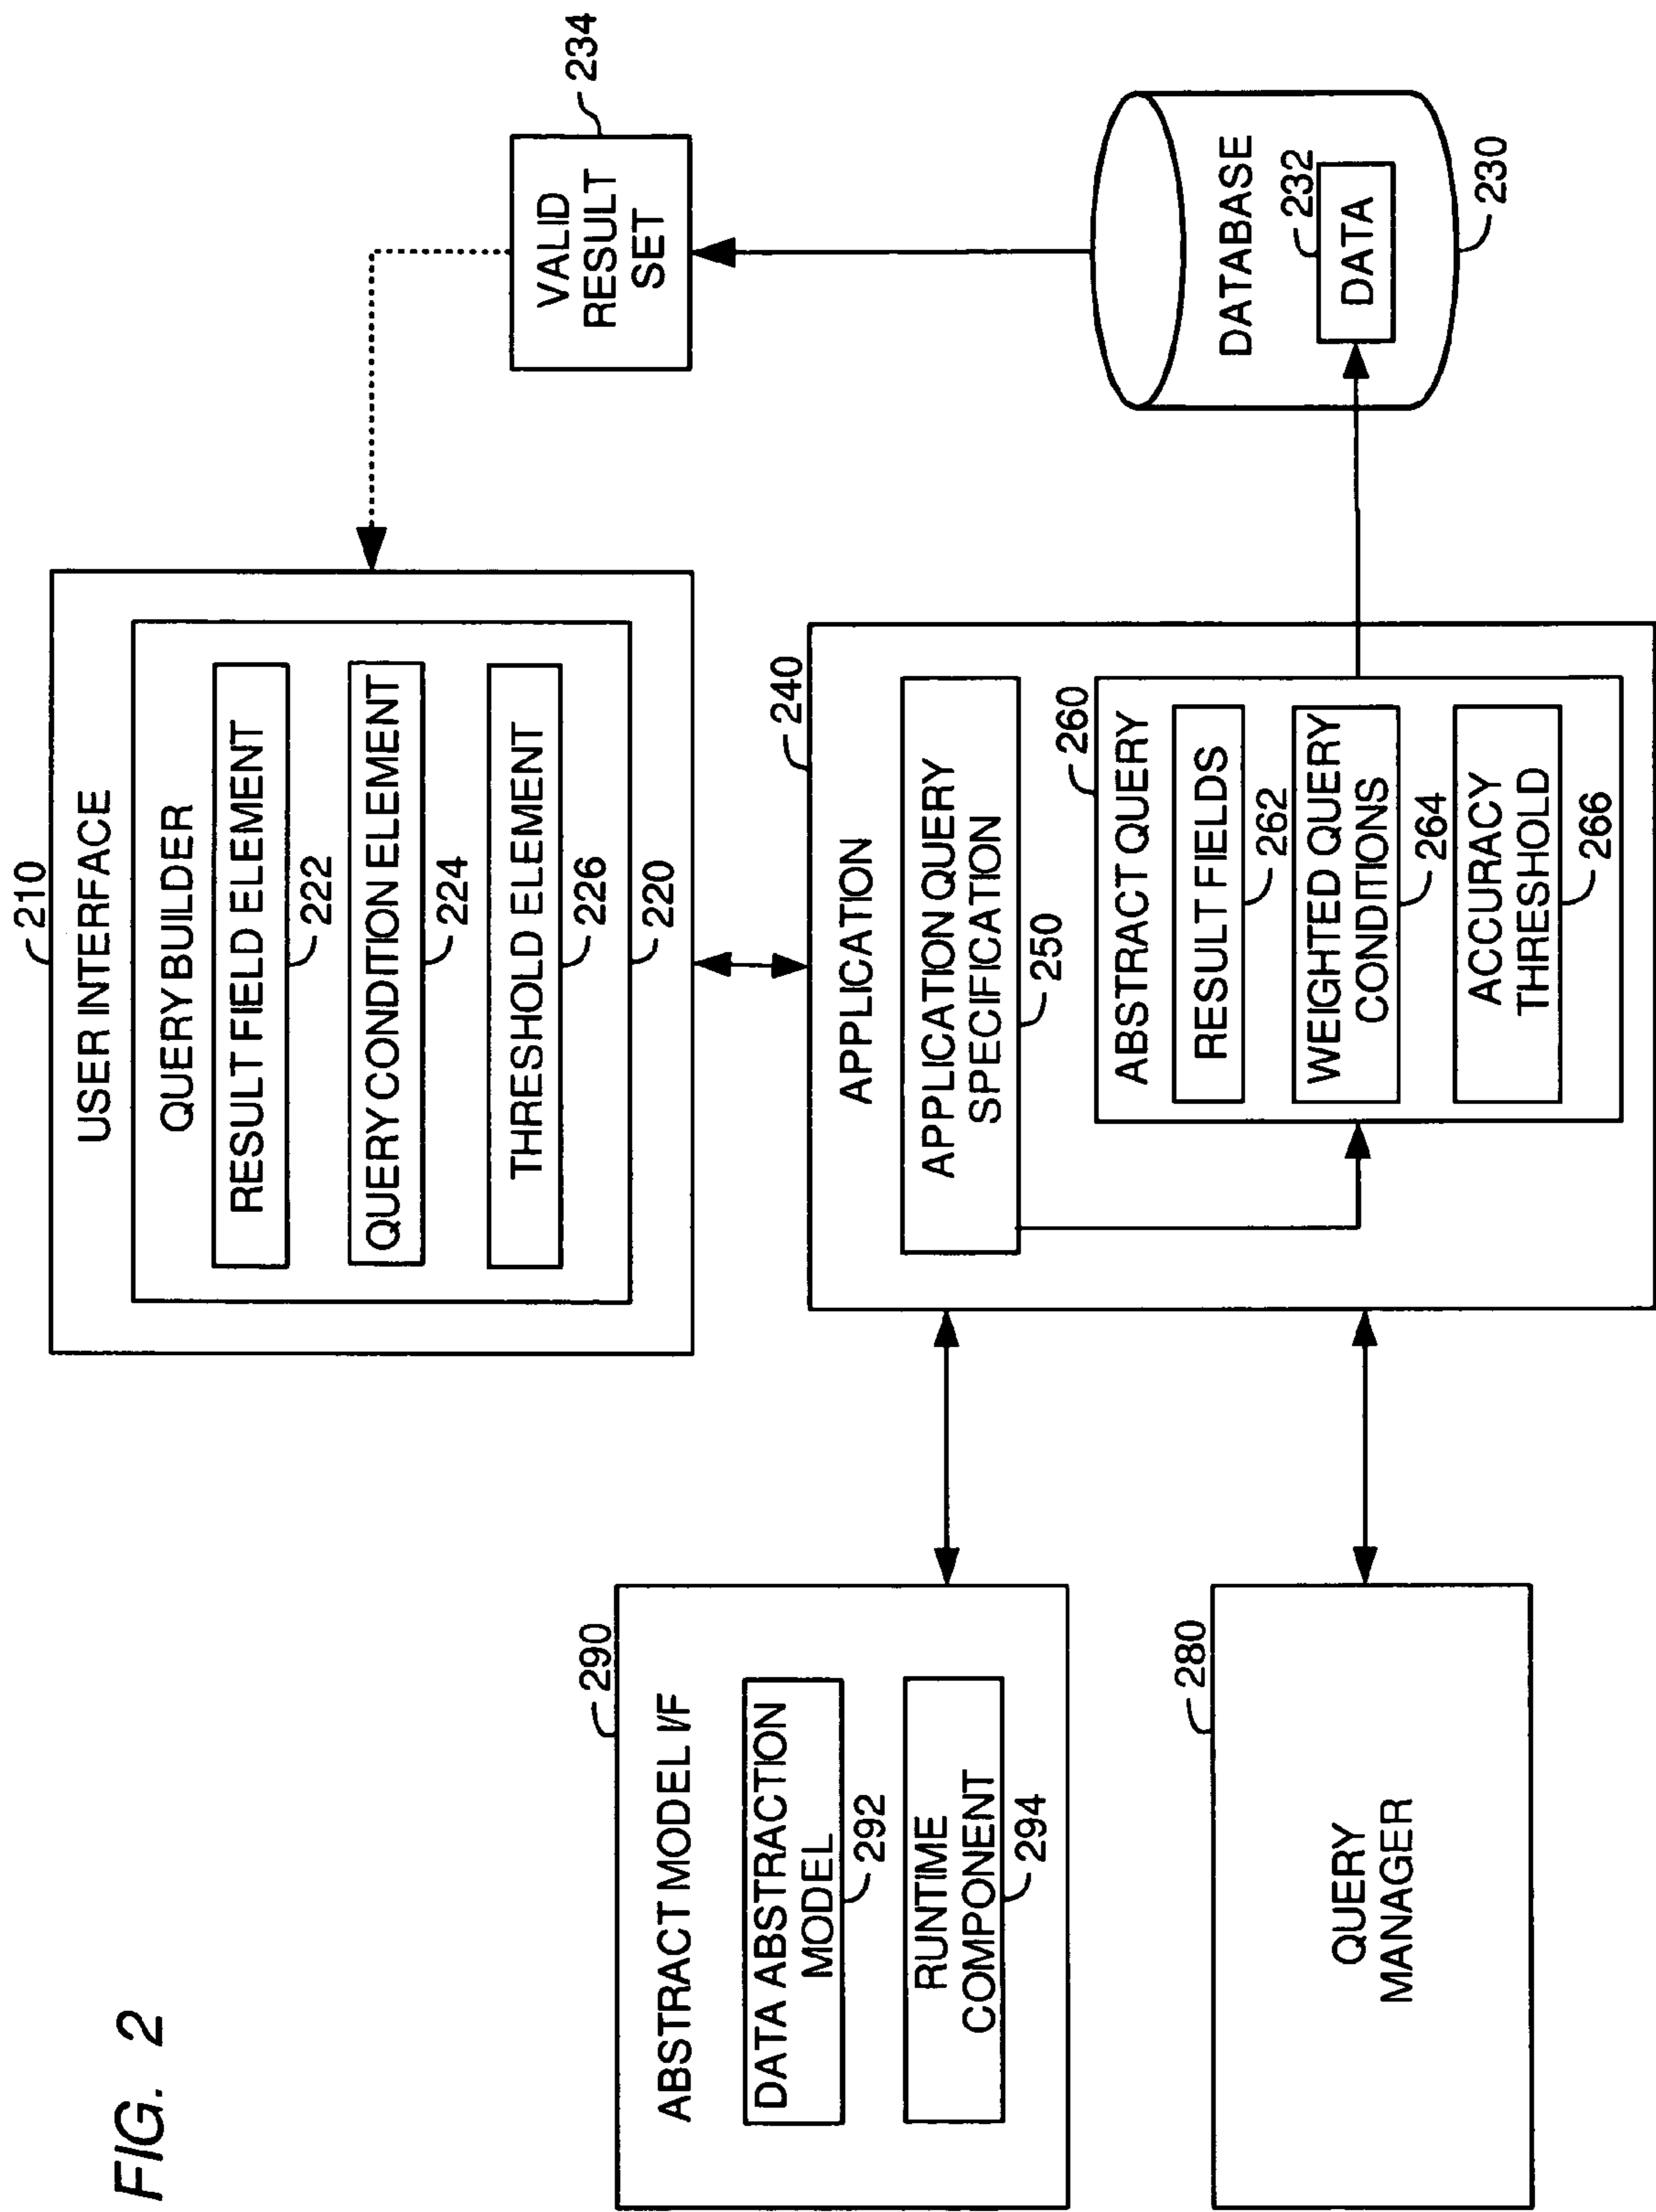 FIG. 2
210
USER INTERFACE
QUERY BUILDER
RESULT FIELD ELEMENT
222
QUERY CONDITION ELEMENT
224
THRESHOLD ELEMENT
226
220
VALID
RESULT
SET
234
290
ABSTRACT MODEL I/F
DATA ABSTRACTION
MODEL
292
RUNTIME
COMPONENT
294
240
APPLICATION
APPLICATION QUERY
SPECIFICATION
250
260
ABSTRACT QUERY
RESULT FIELDS
262
WEIGHTED QUERY
CONDITIONS
264
ACCURACY
THRESHOLD
266
DATABASE
232
DATA
230
280
QUERY
MANAGER